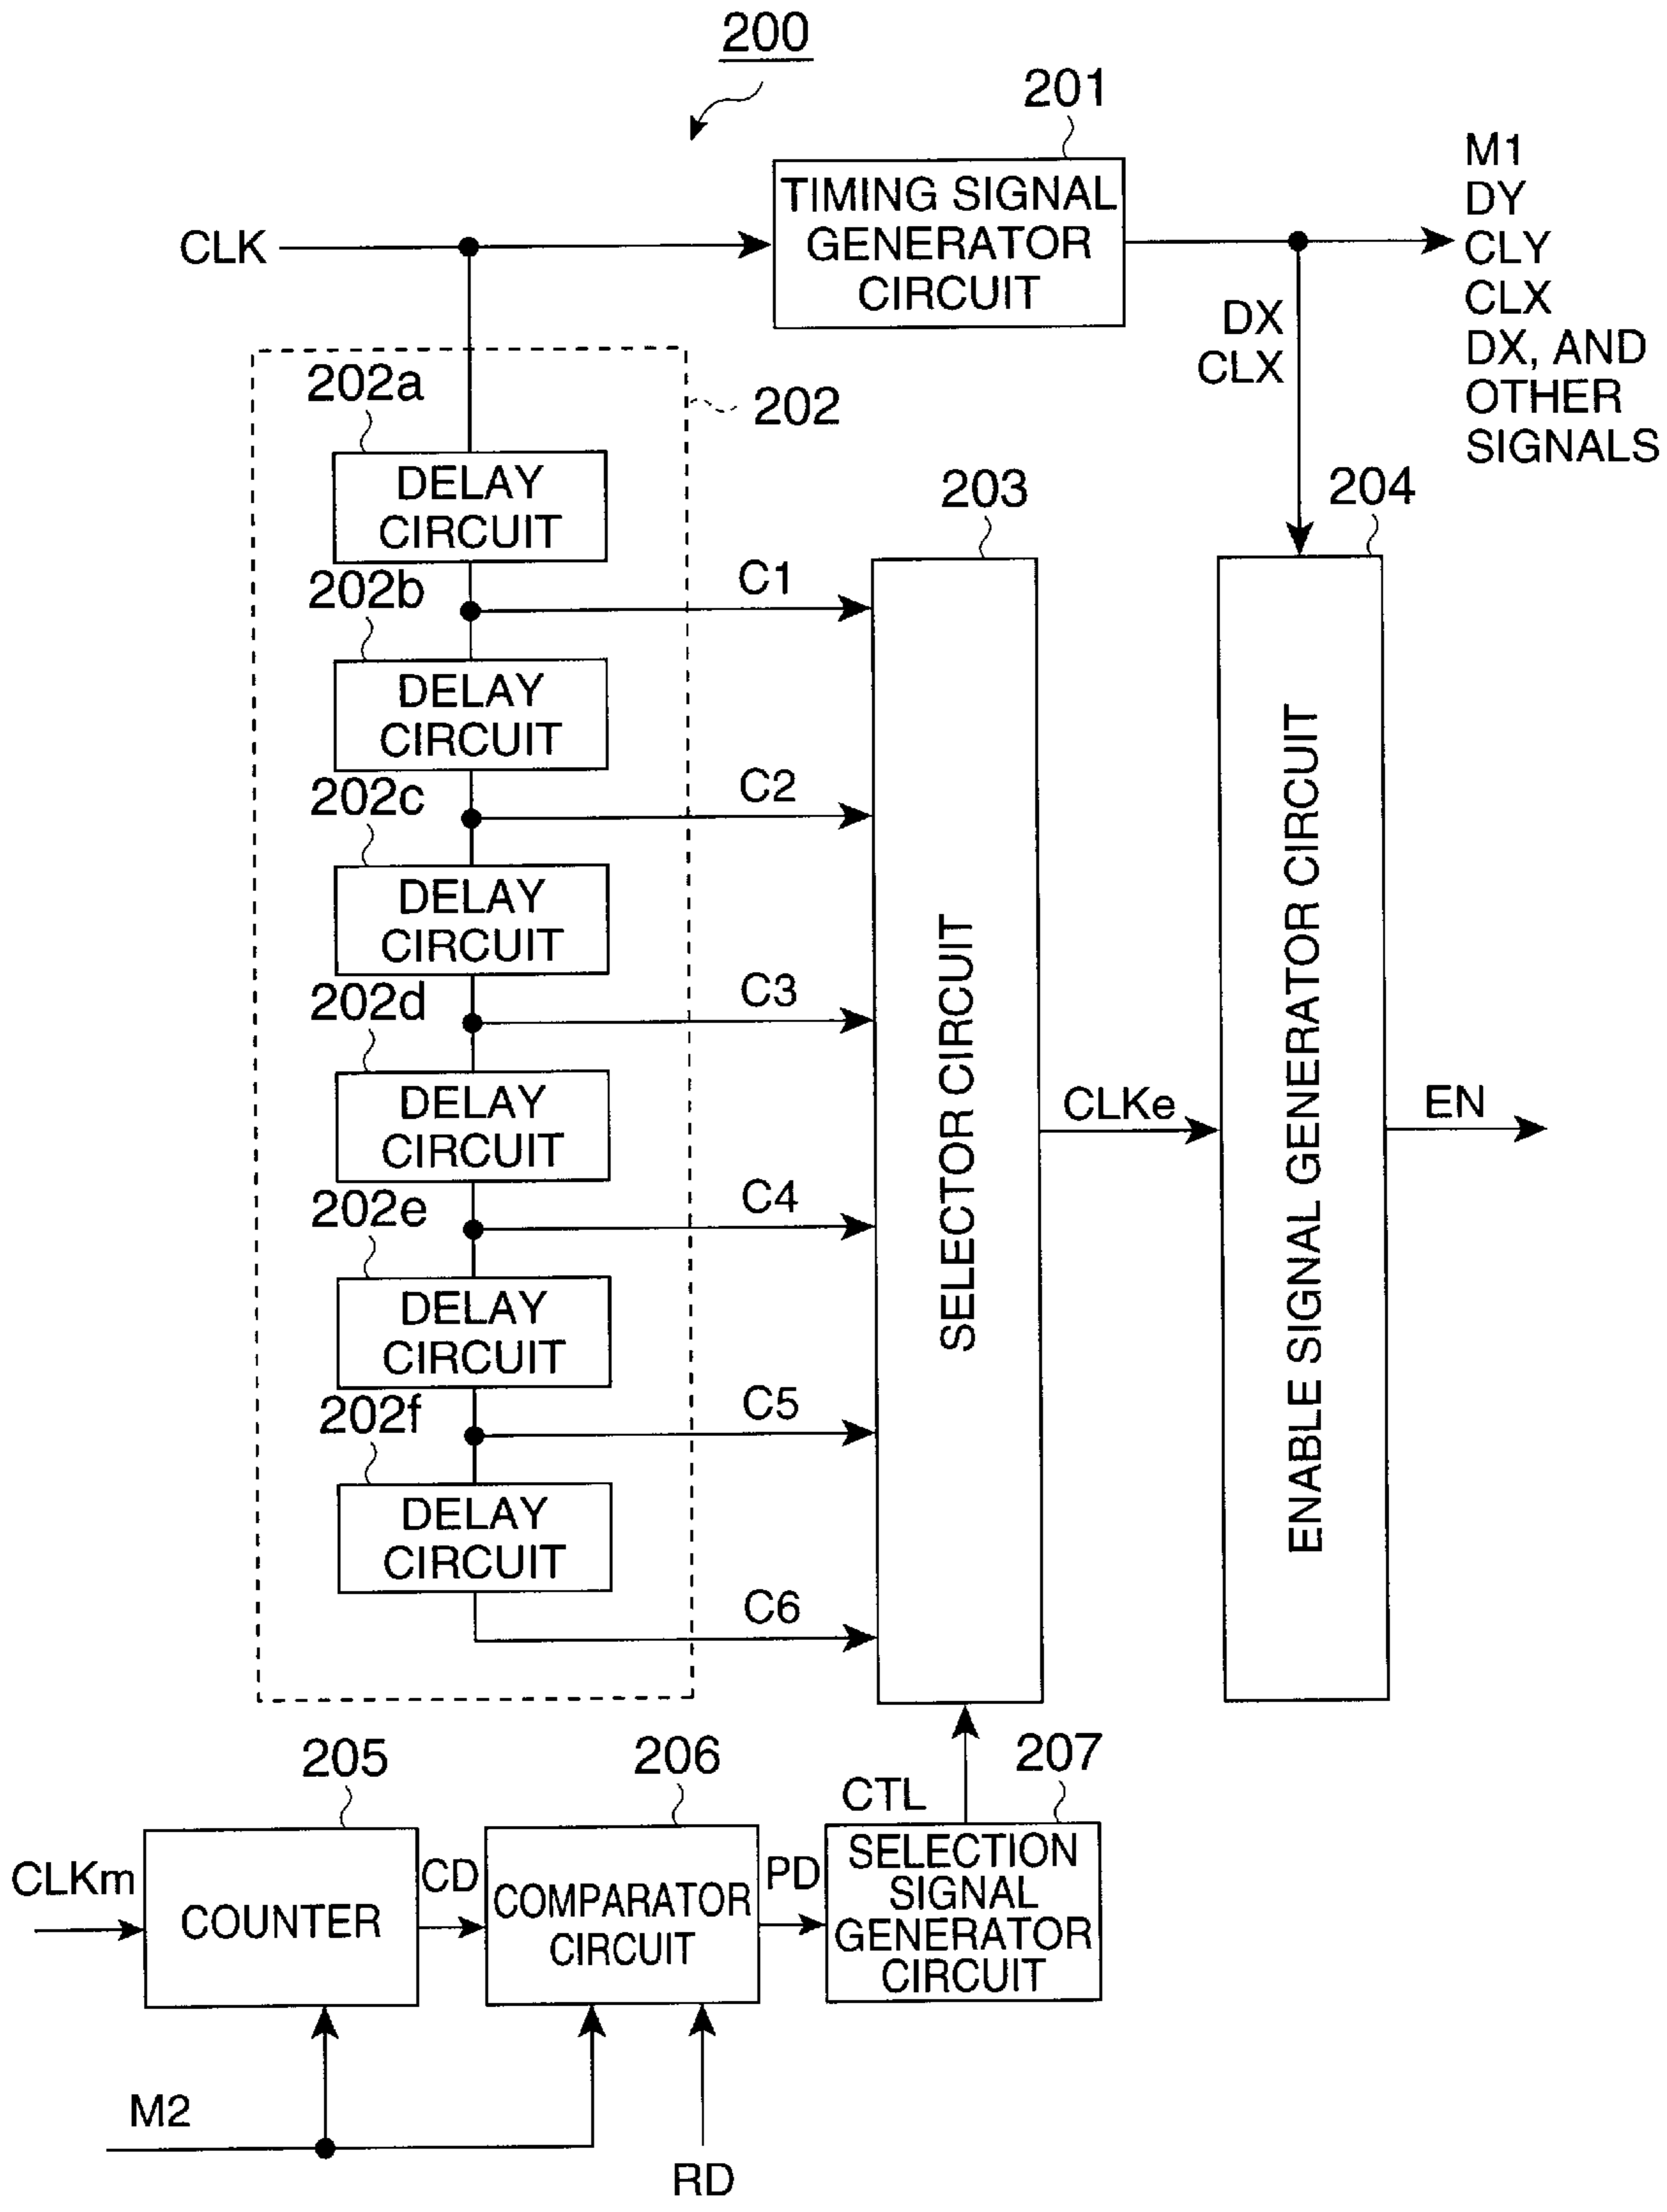 200
201
TIMING SIGNAL
GENERATOR
CIRCUIT
CLK
M1
DY
CLY
CLX
DX, AND
OTHER
SIGNALS
DX
CLX
202
202a
DELAY
CIRCUIT
202b
DELAY
CIRCUIT
202c
DELAY
CIRCUIT
202d
DELAY
CIRCUIT
202e
DELAY
CIRCUIT
202f
DELAY
CIRCUIT
C1
C2
C3
C4
C5
C6
203
SELECTOR CIRCUIT
CLKe
204
ENABLE SIGNAL GENERATOR CIRCUIT
EN
205
CLKm
COUNTER
CD
206
COMPARATOR
CIRCUIT
PD
CTL
207
SELECTION
SIGNAL
GENERATOR
CIRCUIT
M2
RD